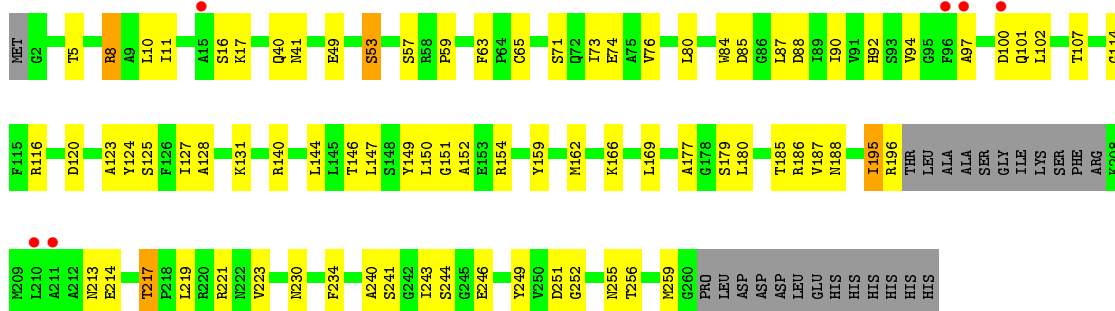 MET G2 T5 R8 A9 L10 I11 A15 S16 K17 Q40 N41 E49 S53 S57 R58 P59 F63 P64 C65 S71 Q72 I73 E74 A75 V76 L80 W84 D85 G86 L87 D88 I89 I90 V91 H92 S93 V94 G95 F96 A97 D100 Q101 L102 T107 G114
F115 R116 D120 A123 Y124 S125 F126 I127 A128 K131 R140 L144 L145 T146 L147 S148 Y149 L150 G151 A152 E153 R154 Y159 M162 K166 L169 A177 G178 S179 L180 T185 R186 V187 N188 I195 R196 THR LEU ALA ALA SER GLY ILE LYS SER PHE ARG K208
M209 L210 A211 A212 N213 E214 T217 P218 L219 R220 R221 N222 V223 N230 F234 A240 S241 G242 I243 S244 G245 E246 Y249 V250 D251 G252 N255 T256 M259 G260 PRO LEU ASP ASP ASP LEU GLU HIS HIS HIS HIS HIS HIS